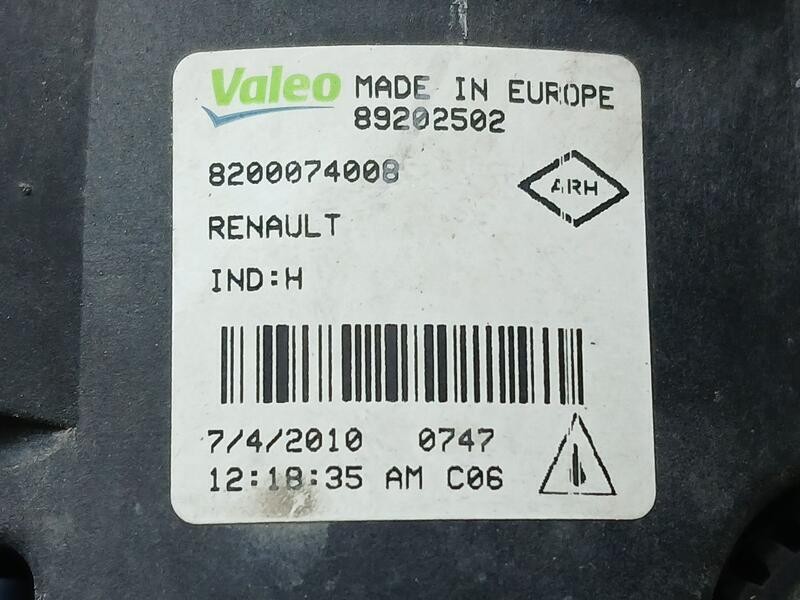 Valeo MADE IN EUROPE
89202502
8200074008
ARH
RENAULT
IND:H
7/4/2010 0747
12:18:35 AM C06